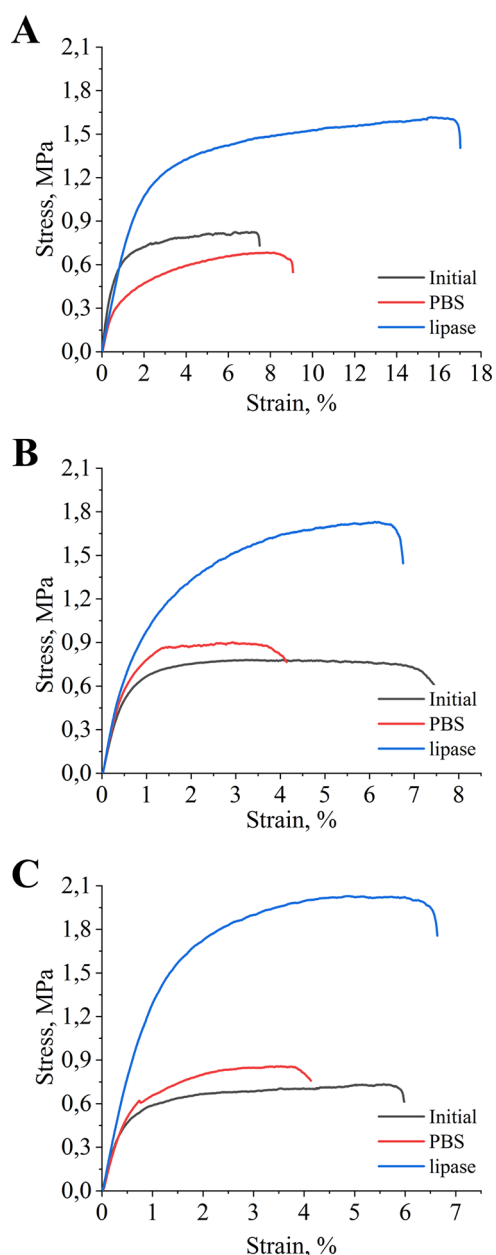 A
2,1
1,8
1,5
1,2
0,9
0,6
0,3
0,0
Stress, MPa
Initial
PBS
lipase
0 2 4 6 8 10 12 14 16 18
Strain, %
B
2,1
1,8
1,5
1,2
0,9
0,6
0,3
0,0
Stress, MPa
Initial
PBS
lipase
0 1 2 3 4 5 6 7 8
Strain, %
C
2,1
1,8
1,5
1,2
0,9
0,6
0,3
0,0
Stress, MPa
Initial
PBS
lipase
0 1 2 3 4 5 6 7
Strain, %